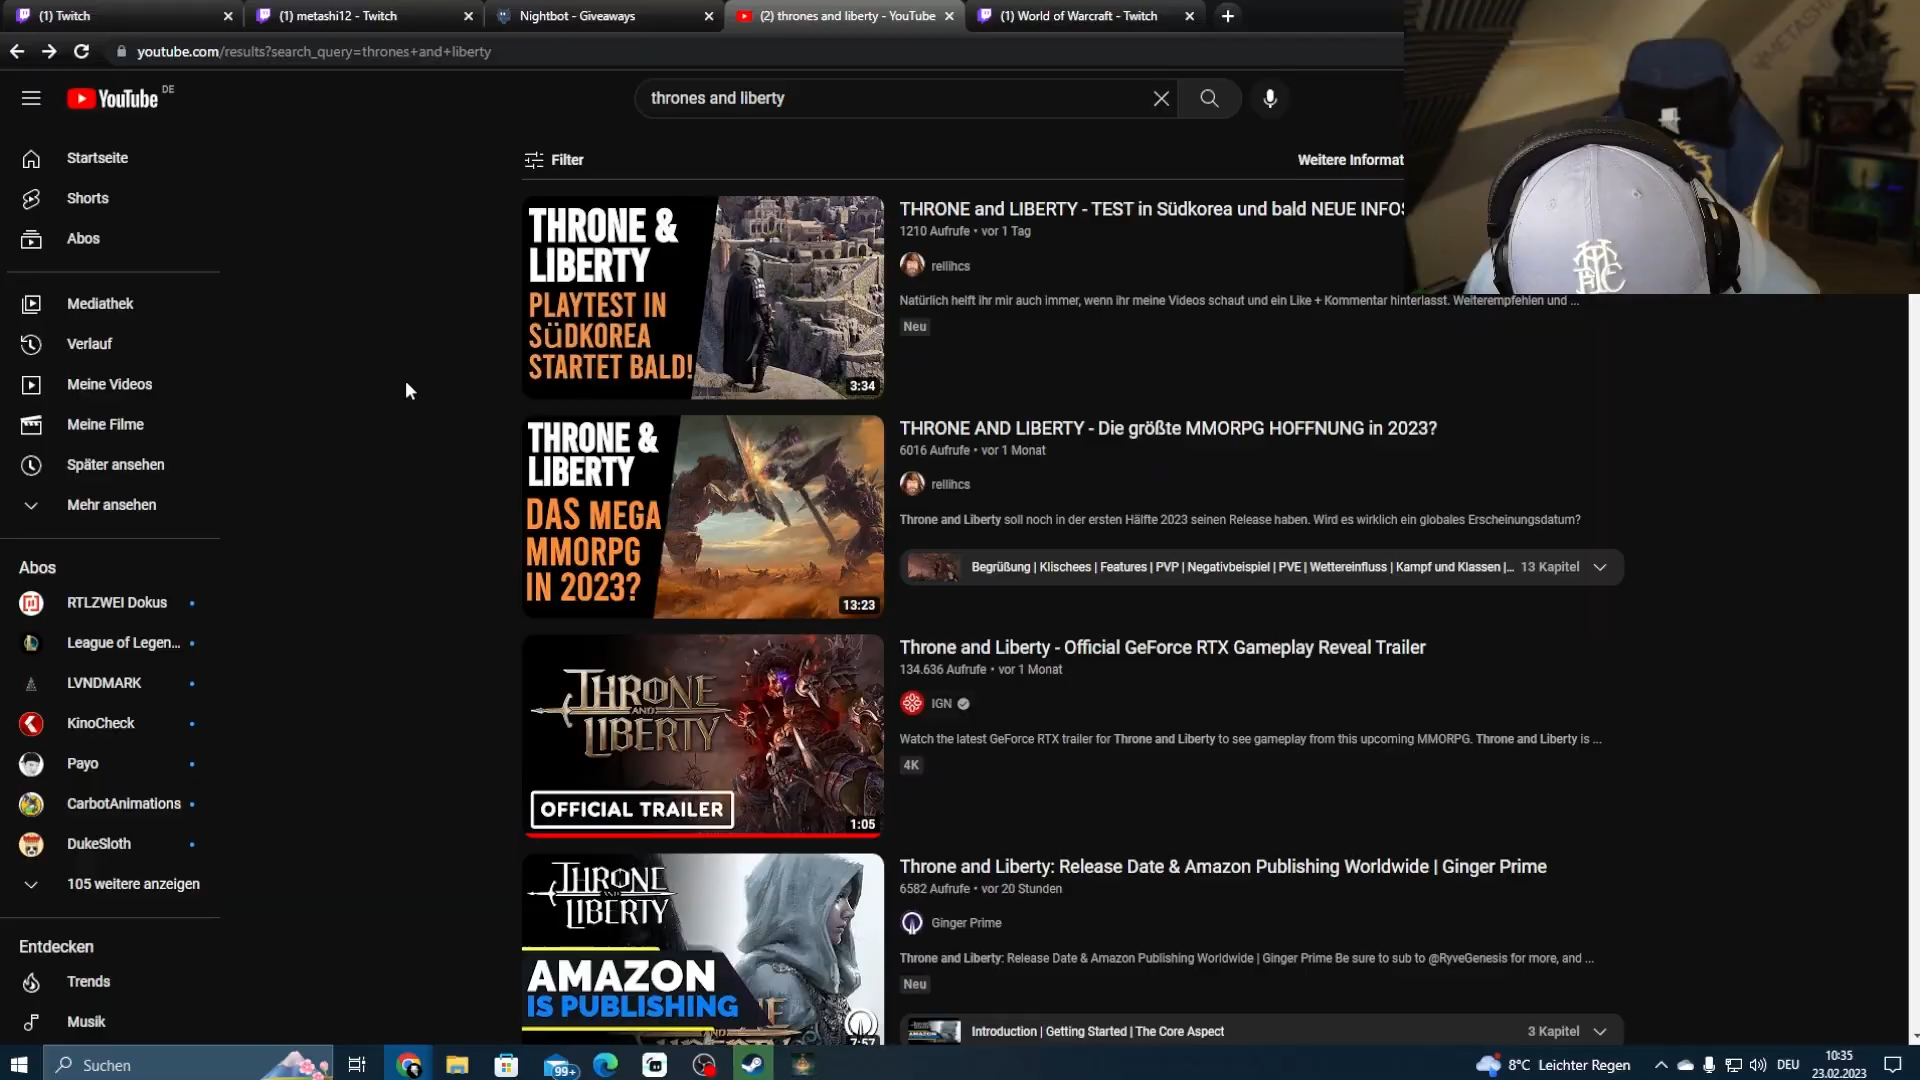 (1) Twitch
(1) metashi12 - Twitch
Nightbot - Giveaways
(2) thrones and liberty - YouTube
(1) World of Warcraft - Twitch
youtube.com/results?search_query=thrones+and+liberty
YouTube DE
thrones and liberty
Startseite
Shorts
Abos
Mediathek
Verlauf
Meine Videos
Meine Filme
Später ansehen
Mehr ansehen
Abos
RTLZWEI Dokus
League of Legen...
LVNDMARK
KinoCheck
Payo
CarbotAnimations
DukeSloth
105 weitere anzeigen
Entdecken
Trends
Musik
Filter
Weitere Informat
THRONE &
LIBERTY
PLAYTEST IN
SÜDKOREA
STARTET BALD!
3:34
THRONE and LIBERTY - TEST in Südkorea und bald NEUE INFOS
1210 Aufrufe • vor 1 Tag
rellihcs
Natürlich helft ihr mir auch immer, wenn ihr meine Videos schaut und ein Like + Kommentar hinterlasst. Weiterempfehlen und ...
Neu
THRONE &
LIBERTY
DAS MEGA
MMORPG
IN 2023?
13:23
THRONE AND LIBERTY - Die größte MMORPG HOFFNUNG in 2023?
6016 Aufrufe • vor 1 Monat
rellihcs
Throne and Liberty soll noch in der ersten Hälfte 2023 seinen Release haben. Wird es wirklich ein globales Erscheinungsdatum?
Begrüßung | Klischees | Features | PVP | Negativbeispiel | PVE | Wettereinfluss | Kampf und Klassen |... 13 Kapitel
THRONE
AND
LIBERTY
OFFICIAL TRAILER
1:05
Throne and Liberty - Official GeForce RTX Gameplay Reveal Trailer
134.636 Aufrufe • vor 1 Monat
IGN
Watch the latest GeForce RTX trailer for Throne and Liberty to see gameplay from this upcoming MMORPG. Throne and Liberty is ...
4K
THRONE
AND
LIBERTY
AMAZON
IS PUBLISHING
7:57
Throne and Liberty: Release Date & Amazon Publishing Worldwide | Ginger Prime
6582 Aufrufe • vor 20 Stunden
Ginger Prime
Throne and Liberty: Release Date & Amazon Publishing Worldwide | Ginger Prime Be sure to sub to @RyveGenesis for more, and ...
Neu
Introduction | Getting Started | The Core Aspect 3 Kapitel
Suchen
99+
8°C Leichter Regen
DEU
10:35
23.02.2023